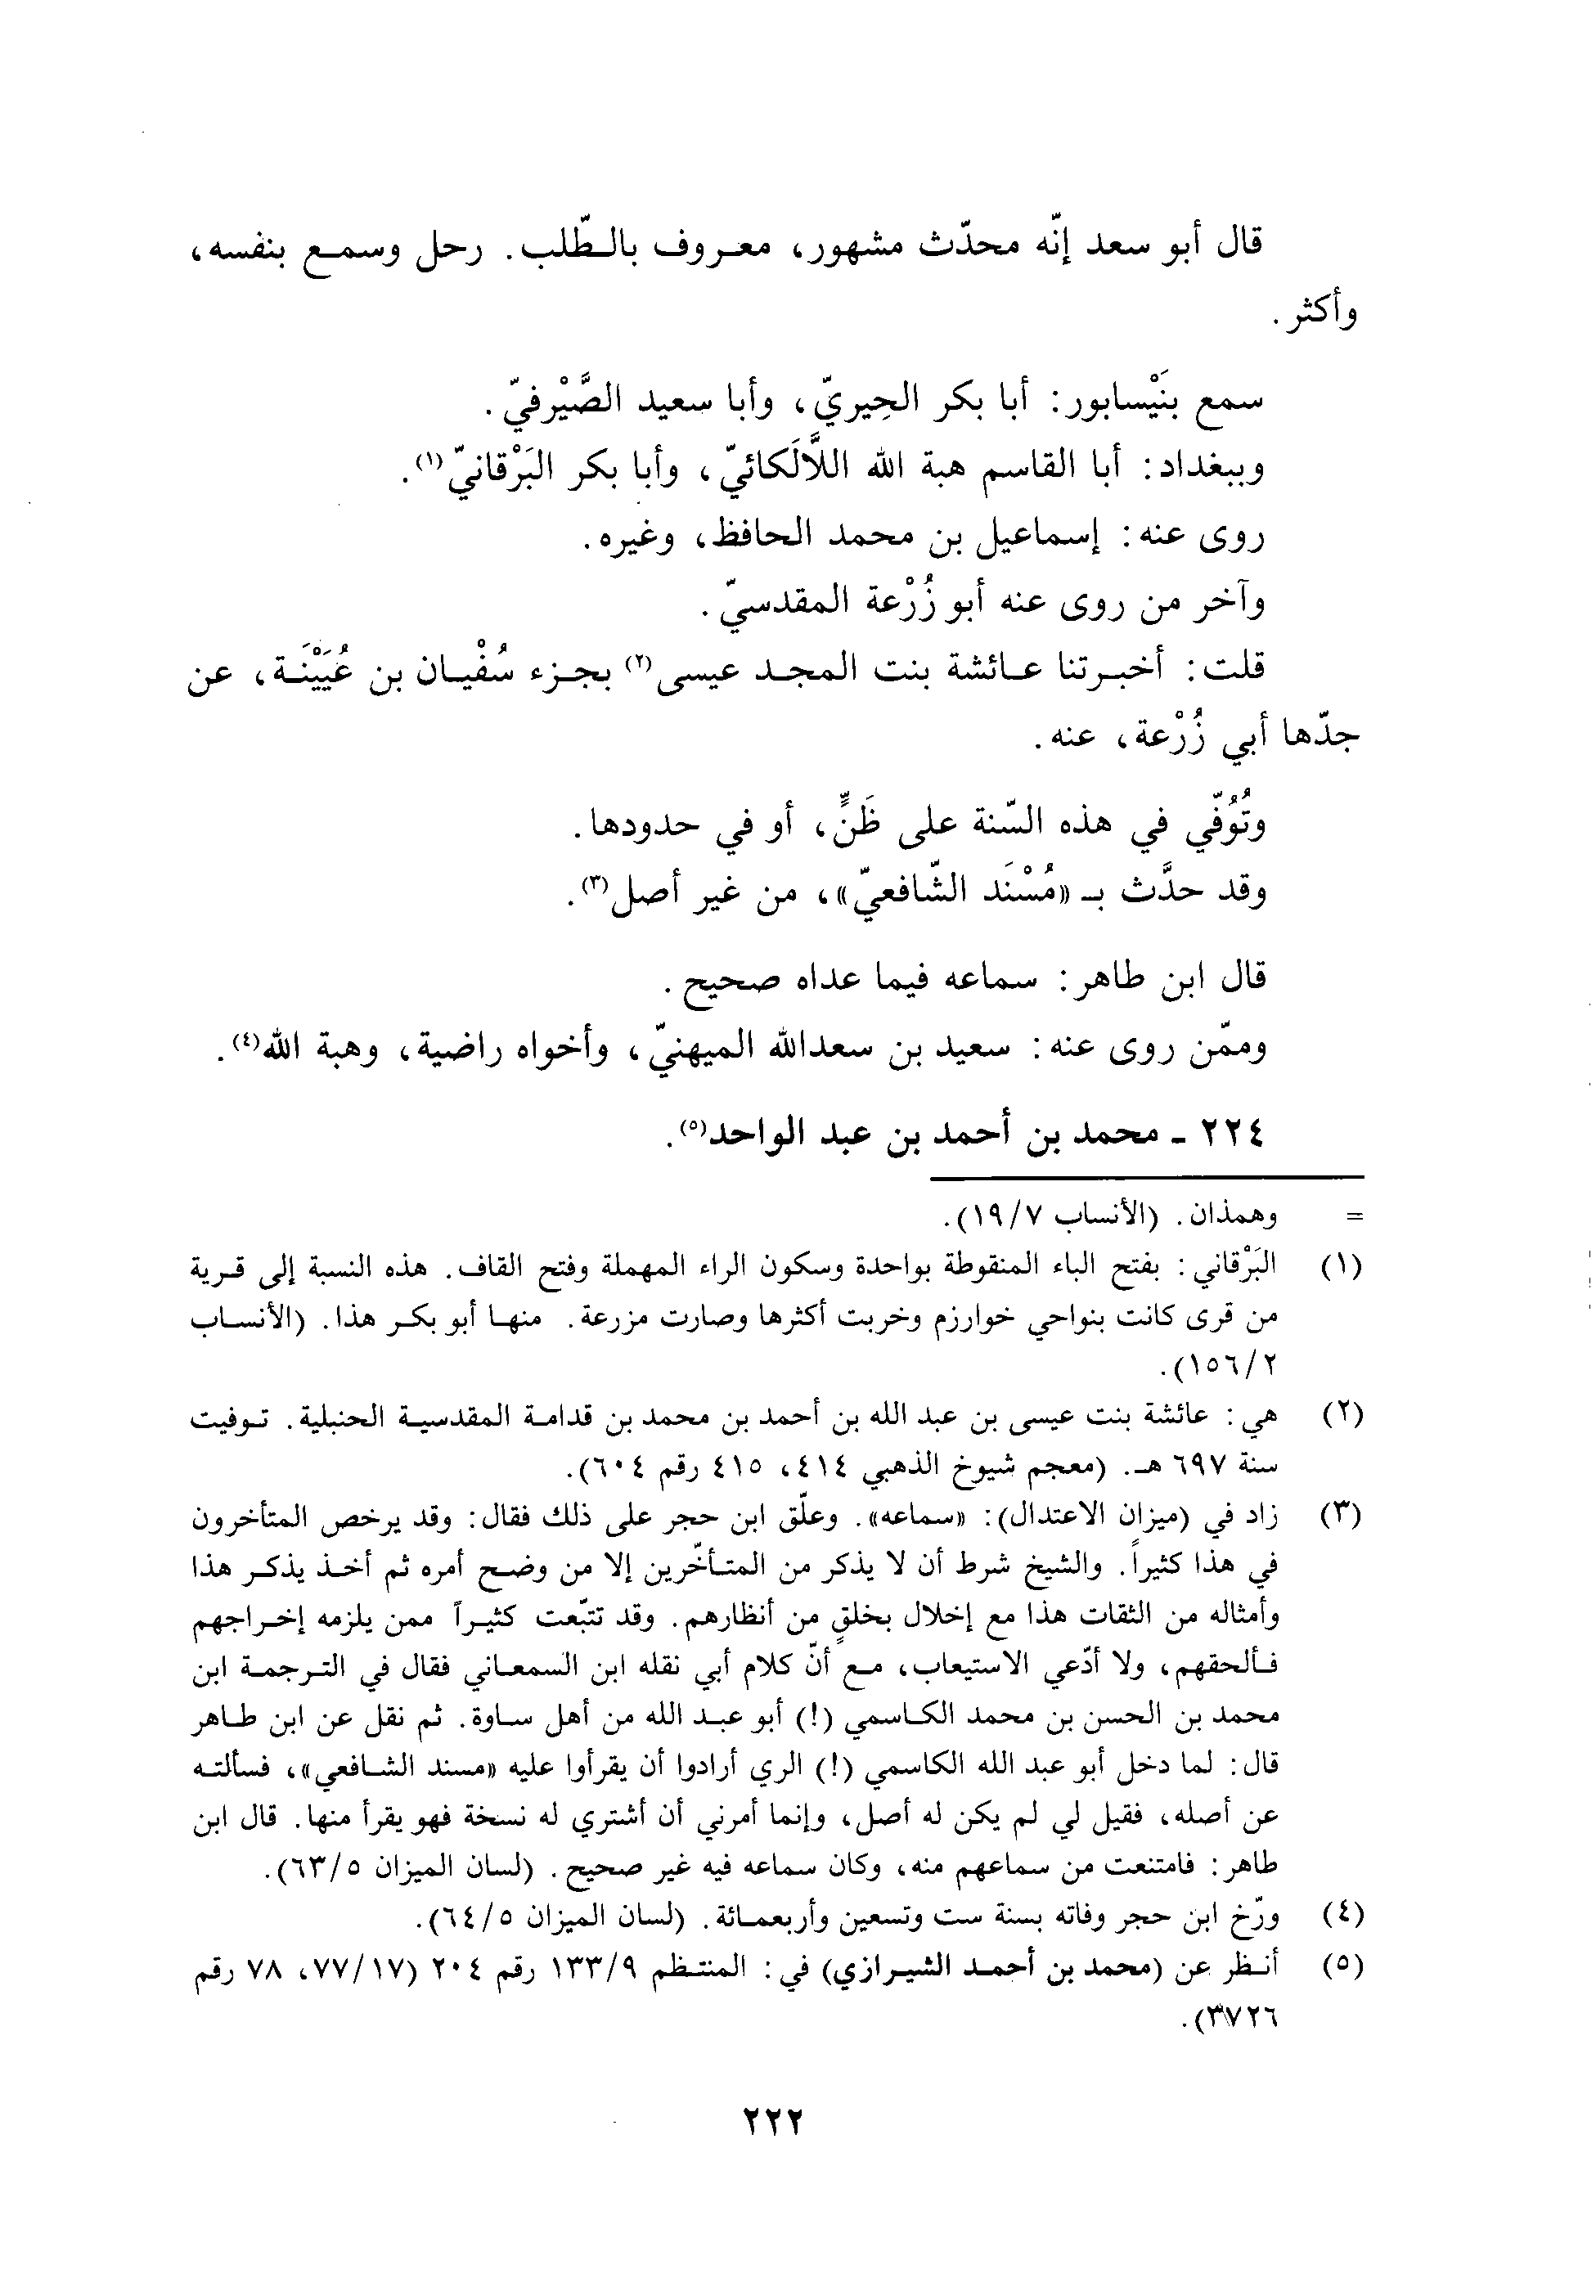 قال أبو سعد إنّه محدّث مشهور، معروف بالطّلب. رحل وسمع بنفسه،
وأكثر.
سمع بنَيْسابور: أبا بكر الحِيريّ، وأبا سعيد الصَّيْرفيّ.
وببغداد: أبا القاسم هبة الله اللَّالَكائيّ، وأبا بكر البَرْقانيّ(١).
روى عنه: إسماعيل بن محمد الحافظ، وغيره.
وآخر من روى عنه أبو زُرْعة المقدسيّ.
قلت: أخبرتنا عائشة بنت المجد عيسى(٢) بجزء سُفْيان بن عُيَيْنَة، عن
جدّها أبي زُرْعة، عنه.
وتُوُفّي في هذه السّنة على ظَنٍّ، أو في حدودها.
وقد حدَّث بـ «مُسْنَد الشّافعيّ»، من غير أصل(٣).
قال ابن طاهر: سماعه فيما عداه صحيح.
وممّن روى عنه: سعيد بن سعدالله الميهنيّ، وأخواه راضية، وهبة الله(٤).
٢٢٤ ـ محمد بن أحمد بن عبد الواحد(٥).
= وهمذان. (الأنساب ١٩/٧).
(١) البَرْقاني: بفتح الباء المنقوطة بواحدة وسكون الراء المهملة وفتح القاف. هذه النسبة إلى قرية
من قرى كانت بنواحي خوارزم وخربت أكثرها وصارت مزرعة. منها أبو بكر هذا. (الأنساب
١٥٦/٢).
(٢) هي: عائشة بنت عيسى بن عبد الله بن أحمد بن محمد بن قدامة المقدسية الحنبلية. توفيت
سنة ٦٩٧ هـ. (معجم شيوخ الذهبي ٤١٤، ٤١٥ رقم ٦٠٤).
(٣) زاد في (ميزان الاعتدال): «سماعه». وعلّق ابن حجر على ذلك فقال: وقد يرخص المتأخرون
في هذا كثيراً. والشيخ شرط أن لا يذكر من المتأخّرين إلا من وضح أمره ثم أخذ يذكر هذا
وأمثاله من الثقات هذا مع إخلال بخلقٍ من أنظارهم. وقد تتبّعت كثيراً ممن يلزمه إخراجهم
فألحقهم، ولا أدّعي الاستيعاب، مع أنّ كلام أبي نقله ابن السمعاني فقال في الترجمة ابن
محمد بن الحسن بن محمد الكاسمي (!) أبو عبد الله من أهل ساوة. ثم نقل عن ابن طاهر
قال: لما دخل أبو عبد الله الكاسمي (!) الري أرادوا أن يقرأوا عليه «مسند الشافعي»، فسألته
عن أصله، فقيل لي لم يكن له أصل، وإنما أمرني أن أشتري له نسخة فهو يقرأ منها. قال ابن
طاهر: فامتنعت من سماعهم منه، وكان سماعه فيه غير صحيح. (لسان الميزان ٦٣/٥).
(٤) ورّخ ابن حجر وفاته بسنة ست وتسعين وأربعمائة. (لسان الميزان ٦٤/٥).
(٥) أنظر عن (محمد بن أحمد الشيرازي) في: المنتظم ١٣٣/٩ رقم ٢٠٤ (٧٧/١٧، ٧٨ رقم
٣٧٢٦).
٢٢٢